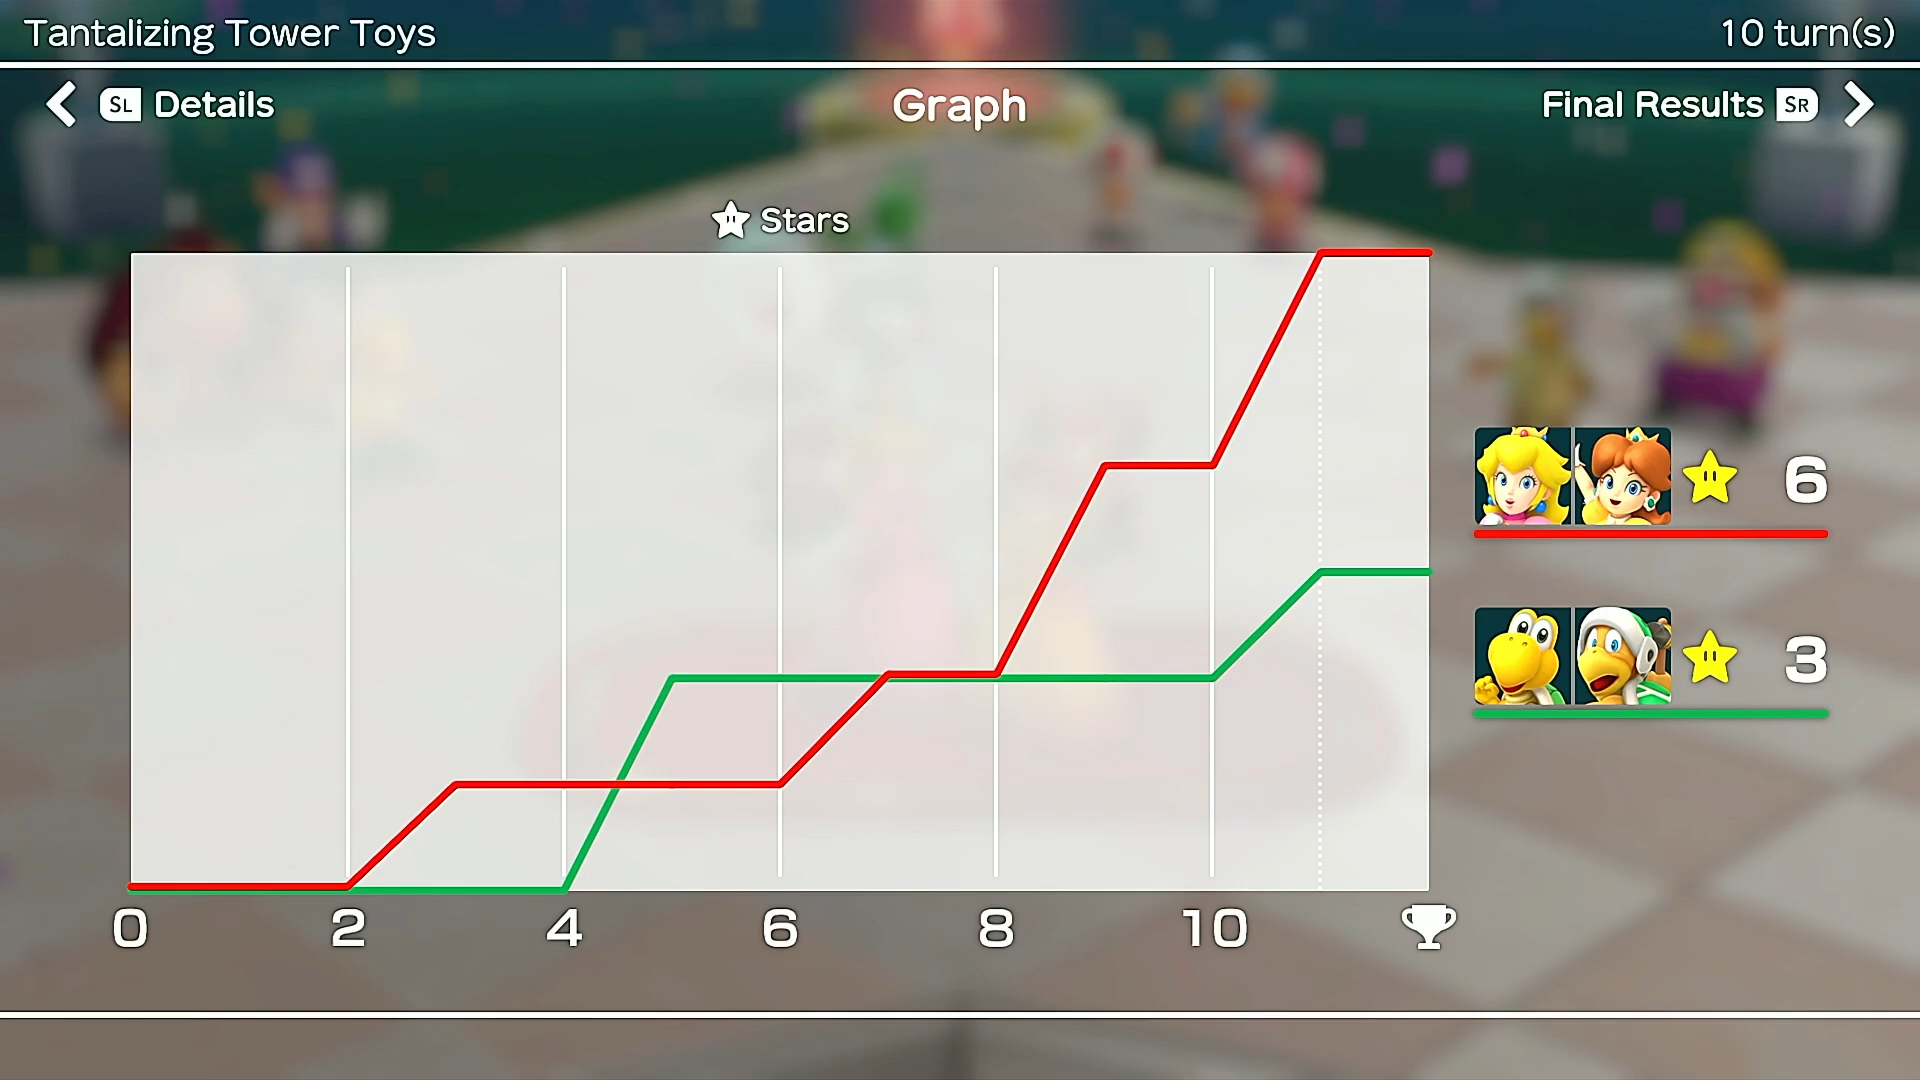 Tantalizing Tower Toys
10 turn(s)
SL Details
Graph
Final Results SR
Stars
6
3
0 2 4 6 8 10